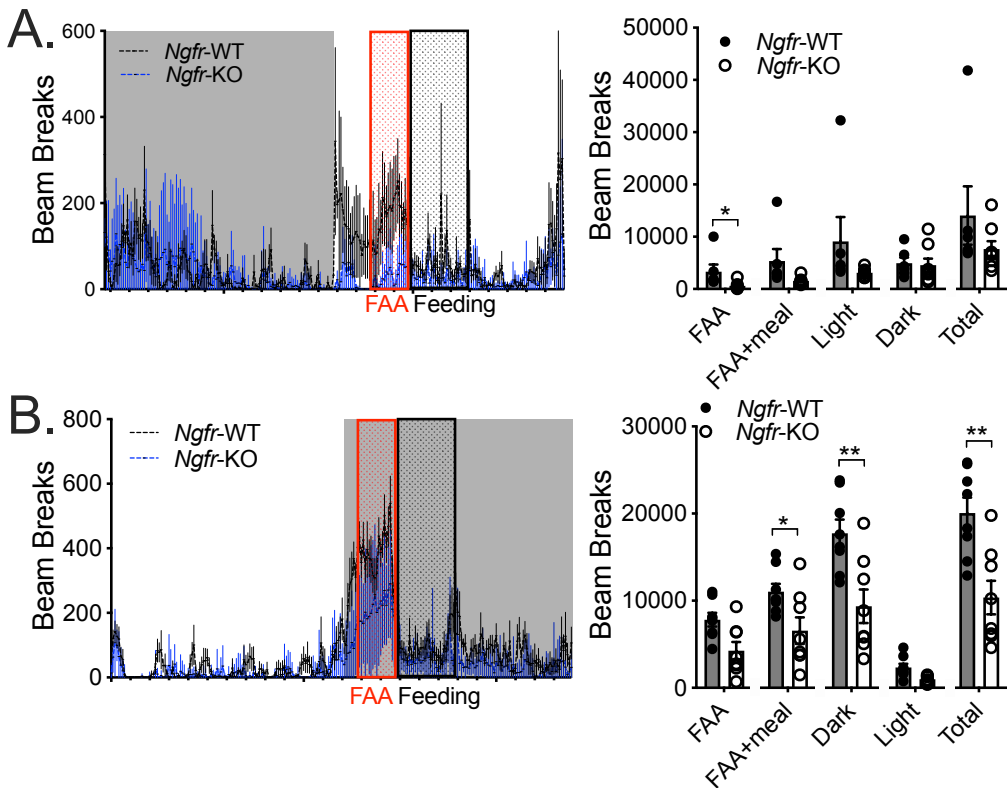 A.
Beam Breaks
600
400
200
0
Ngfr-WT
Ngfr-KO
FAA Feeding
Beam Breaks
50000
40000
30000
20000
10000
0
Ngfr-WT
Ngfr-KO
*
FAA
FAA+meal
Light
Dark
Total
B.
Beam Breaks
800
600
400
200
0
Ngfr-WT
Ngfr-KO
FAA Feeding
Beam Breaks
30000
20000
10000
0
Ngfr-WT
Ngfr-KO
*
**
**
FAA
FAA+meal
Dark
Light
Total